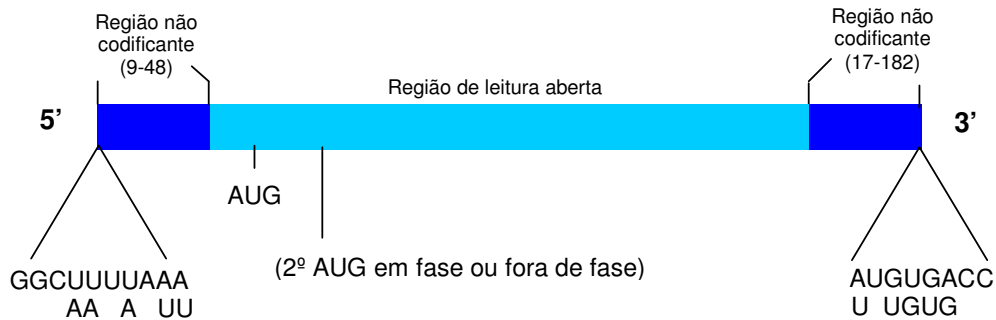 Região não
codificante
(9-48)
Região não
codificante
(17-182)
Região de leitura aberta
5’
3’
AUG
(2º AUG em fase ou fora de fase)
GGCUUUUAAA
AA A UU
AUGUGACC
U UGUG